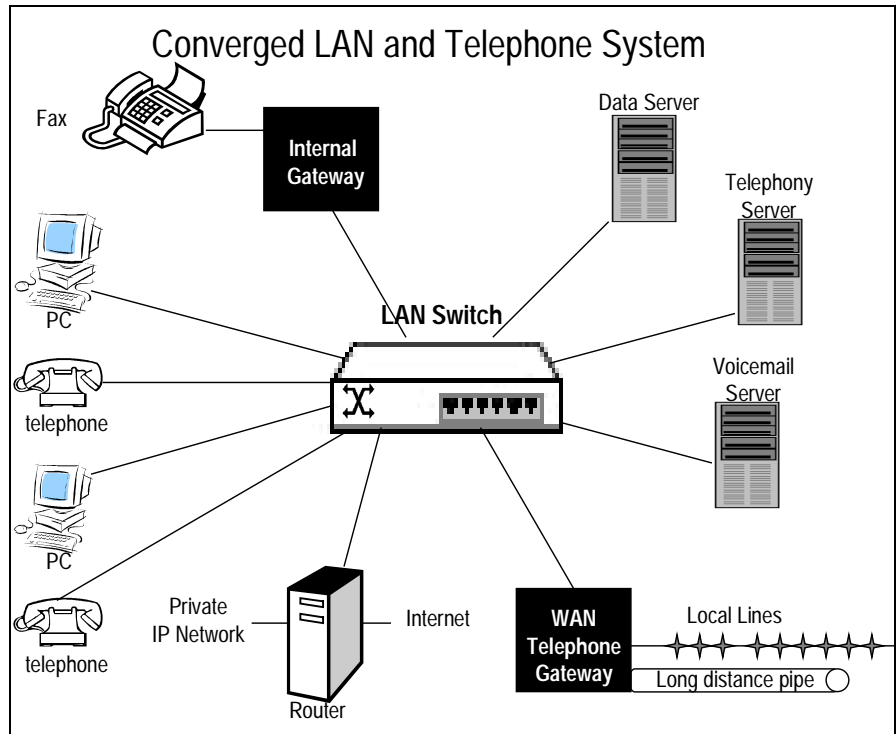 Converged LAN and Telephone System
Fax
Internal
Gateway
Data Server
Telephony
Server
PC
LAN Switch
telephone
Voicemail
Server
PC
telephone
Private
IP Network
Internet
Router
WAN
Telephone
Gateway
Local Lines
Long distance pipe